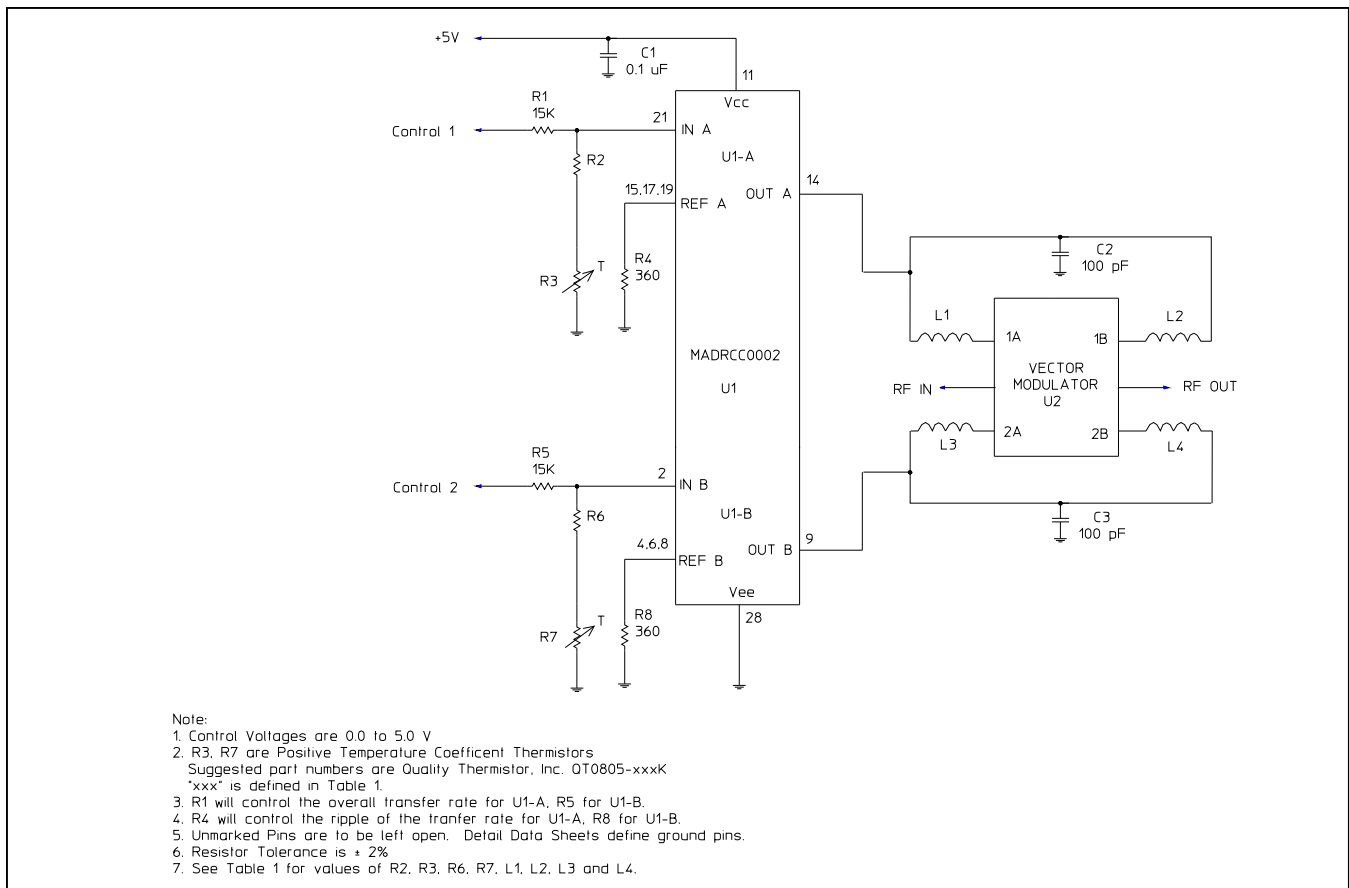 +5V
C1
0.1 uF
11
Vcc
R1
15K
Control 1
21
IN A
U1-A
R2
14
OUT A
15,17,19
REF A
R3
T
R4
360
C2
100 pF
L1
L2
1A
1B
MADRCC0002
U1
VECTOR
MODULATOR
U2
RF IN
RF OUT
2A
2B
L3
L4
R5
15K
Control 2
2
IN B
U1-B
R6
4,6,8
REF B
OUT B
9
C3
100 pF
Vee
28
R7
T
R8
360
Note:
1. Control Voltages are 0.0 to 5.0 V
2. R3, R7 are Positive Temperature Coefficent Thermistors
Suggested part numbers are Quality Thermistor, Inc. QT0805-xxxK
"xxx" is defined in Table 1.
3. R1 will control the overall transfer rate for U1-A, R5 for U1-B.
4. R4 will control the ripple of the tranfer rate for U1-A, R8 for U1-B.
5. Unmarked Pins are to be left open. Detail Data Sheets define ground pins.
6. Resistor Tolerance is ± 2%
7. See Table 1 for values of R2, R3, R6, R7, L1, L2, L3 and L4.